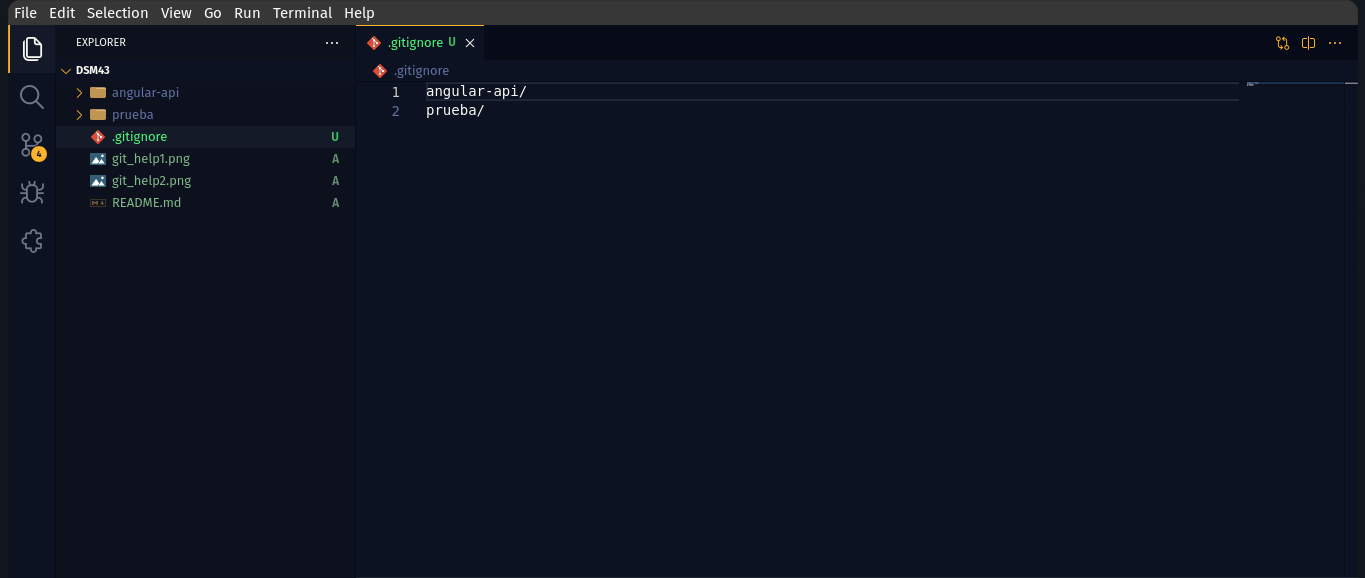 File Edit Selection View Go Run Terminal Help
EXPLORER
DSM43
angular-api
prueba
.gitignore U
git_help1.png A
git_help2.png A
README.md A
4
.gitignore U
.gitignore
1 angular-api/
2 prueba/